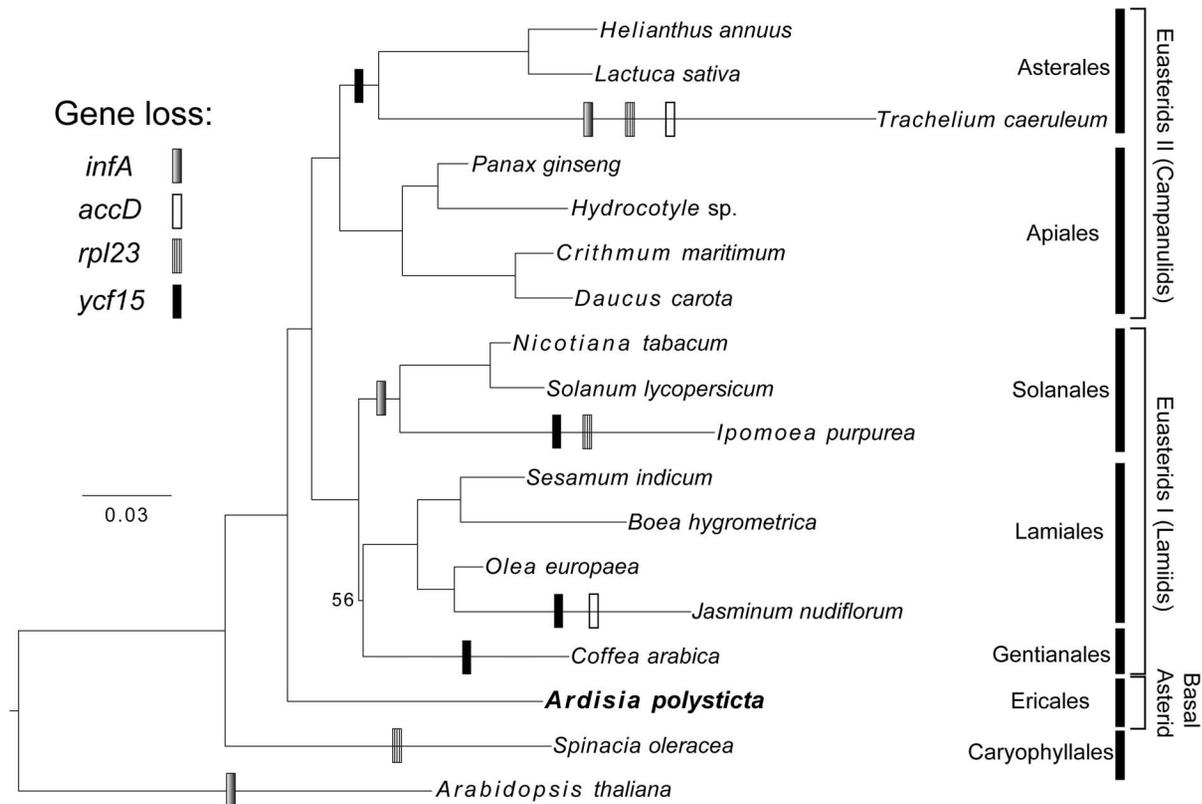 Gene loss:
infA
accD
rpl23
ycf15
0.03
56
Helianthus annuus
Lactuca sativa
Trachelium caeruleum
Panax ginseng
Hydrocotyle sp.
Crithmum maritimum
Daucus carota
Nicotiana tabacum
Solanum lycopersicum
Ipomoea purpurea
Sesamum indicum
Boea hygrometrica
Olea europaea
Jasminum nudiflorum
Coffea arabica
Ardisia polysticta
Spinacia oleracea
Arabidopsis thaliana
Asterales
Apiales
Solanales
Lamiales
Gentianales
Ericales
Caryophyllales
Euasterids II (Campanulids)
Euasterids I (Lamiids)
Basal
Asterid